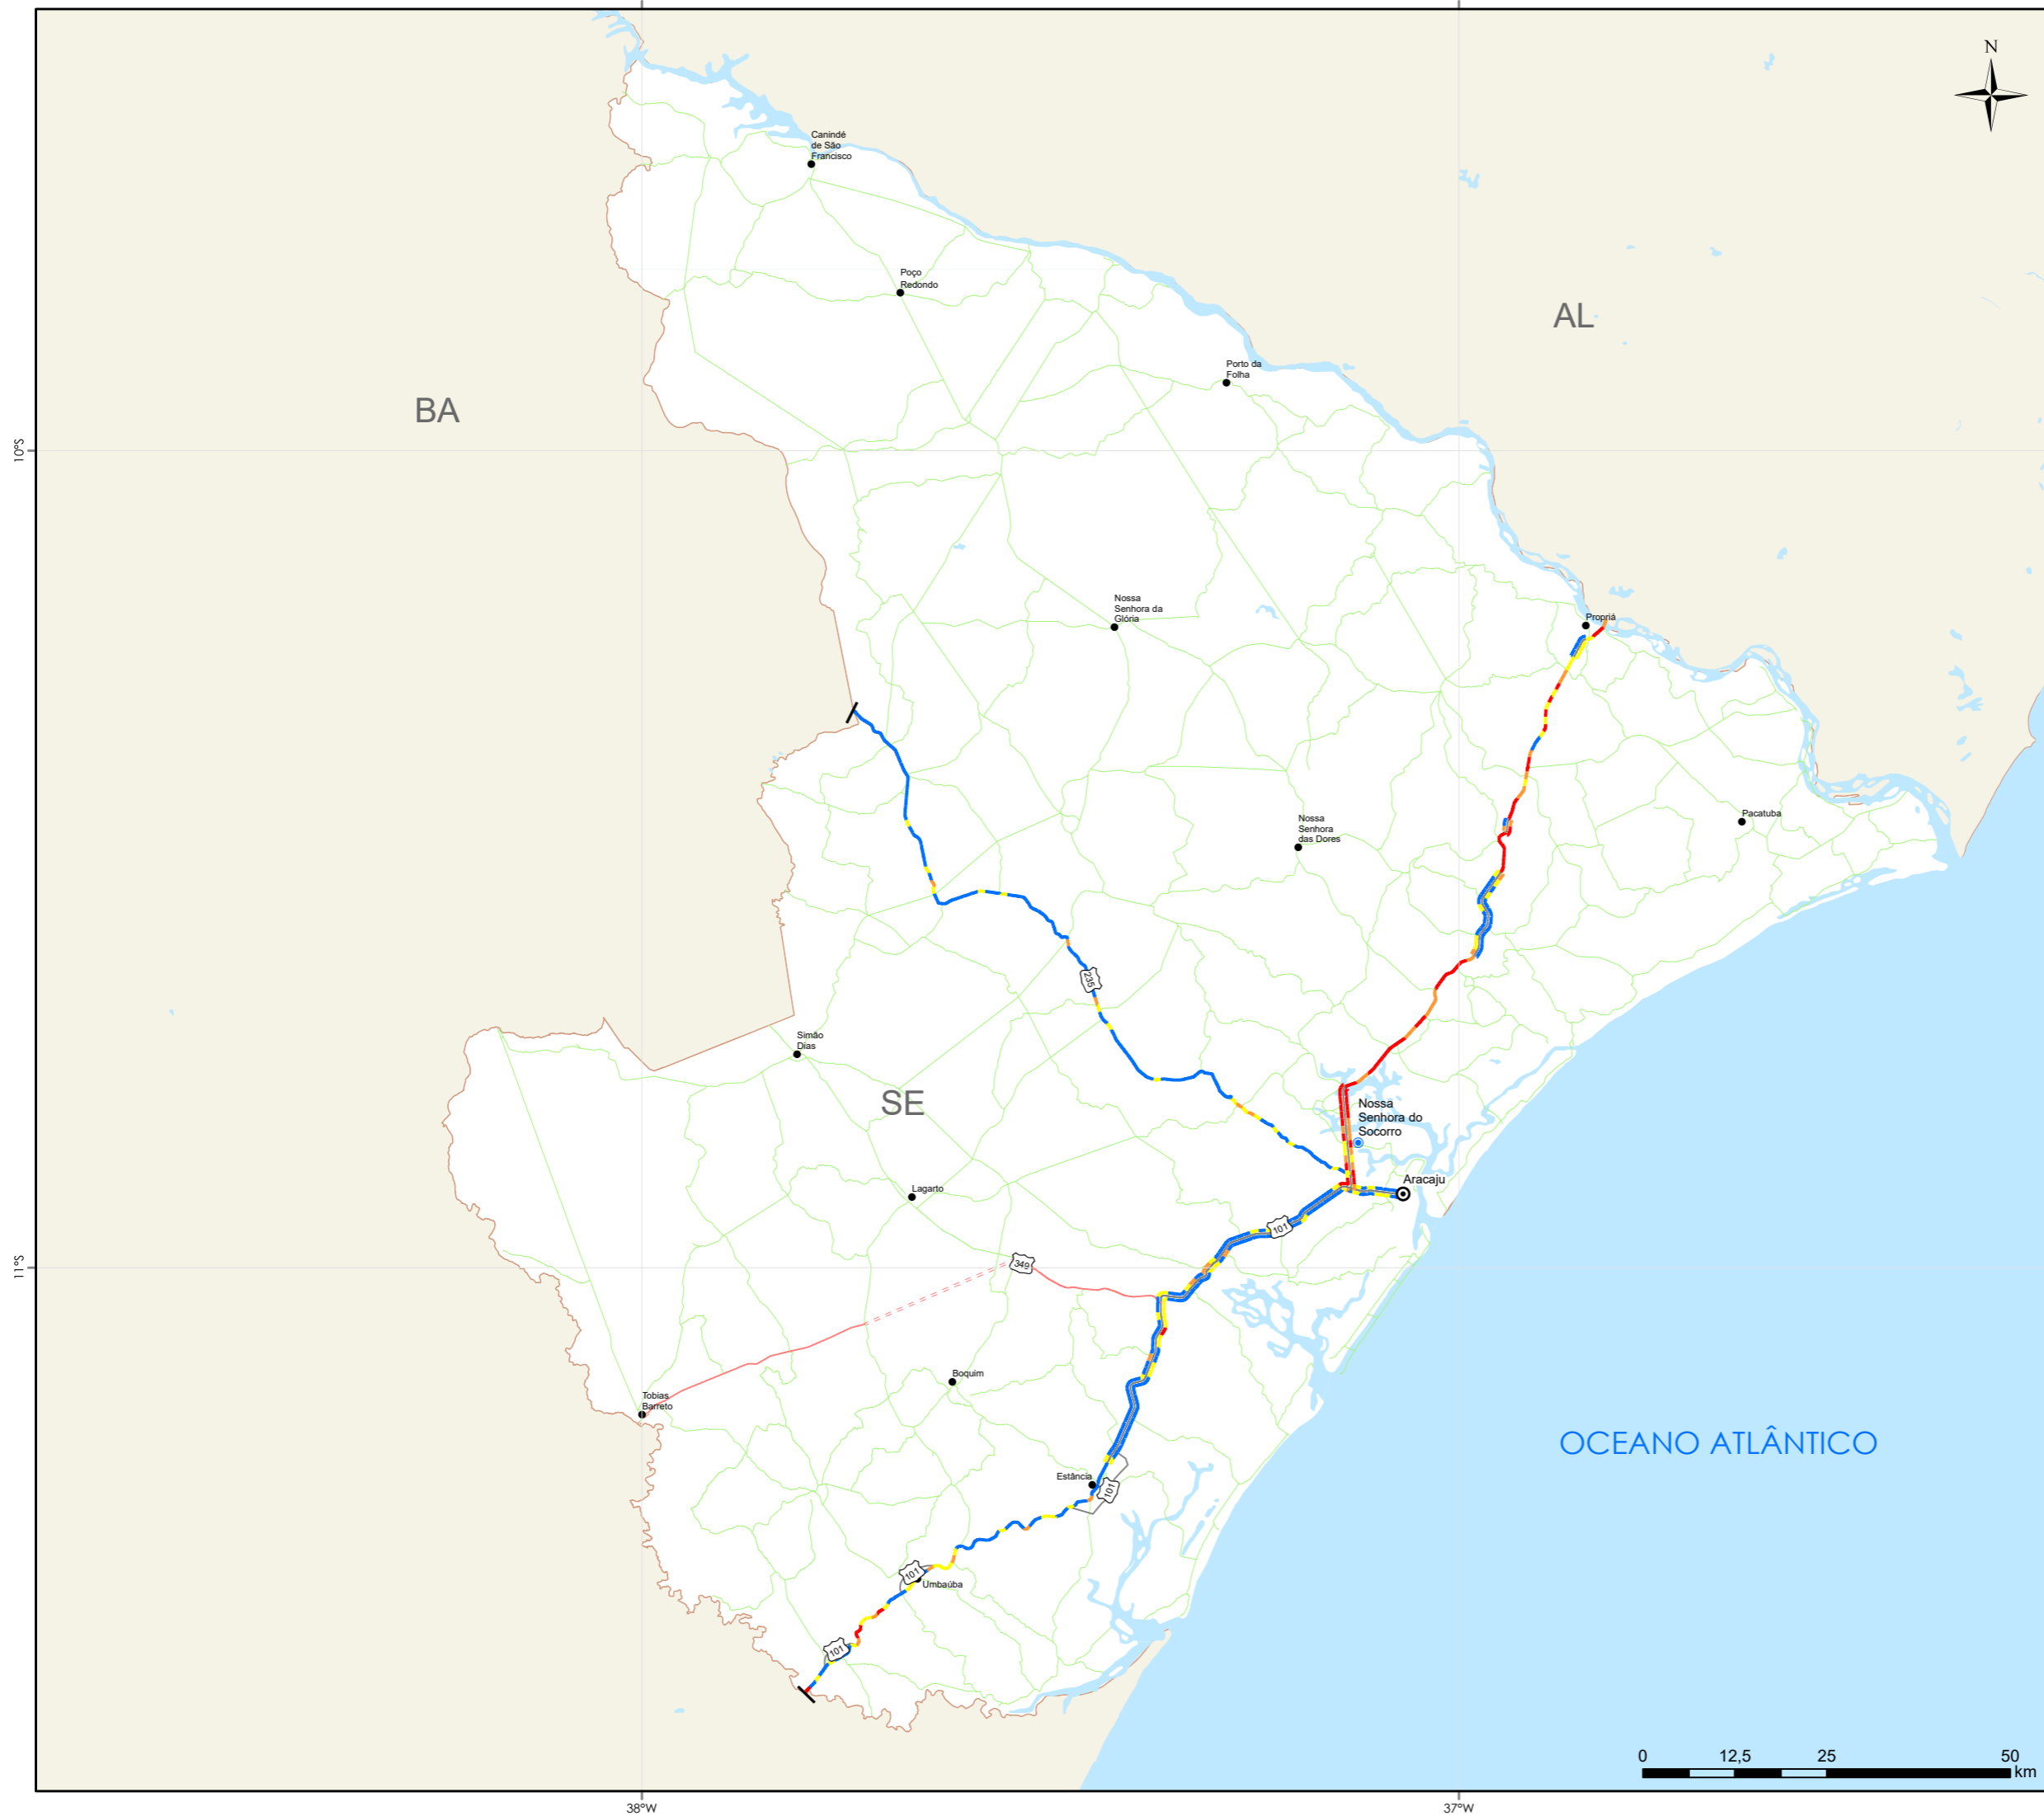 N
Canindé
de São
Francisco
Poço
Redondo
AL
Porto da
Folha
BA
10°S
Nossa
Senhora da
Glória
Propriá
Pacatuba
Nossa
Senhora
das Dores
235
Simão
Dias
SE
Nossa
Senhora do
Socorro
Aracaju
Lagarto
101
349
11°S
Boquim
Tobias
Barreto
OCEANO ATLÂNTICO
Estância
101
101
Umbaúba
101
0 12,5 25 50
km
38°W 37°W